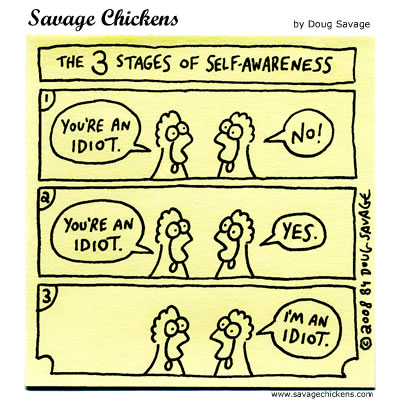 Savage Chickens
by Doug Savage
THE 3 STAGES OF SELF-AWARENESS
1
YOU'RE AN
IDIOT.
NO!
2
YOU'RE AN
IDIOT.
YES.
3
I'M AN
IDIOT.
©2008 BY DOUG SAVAGE
www.savagechickens.com